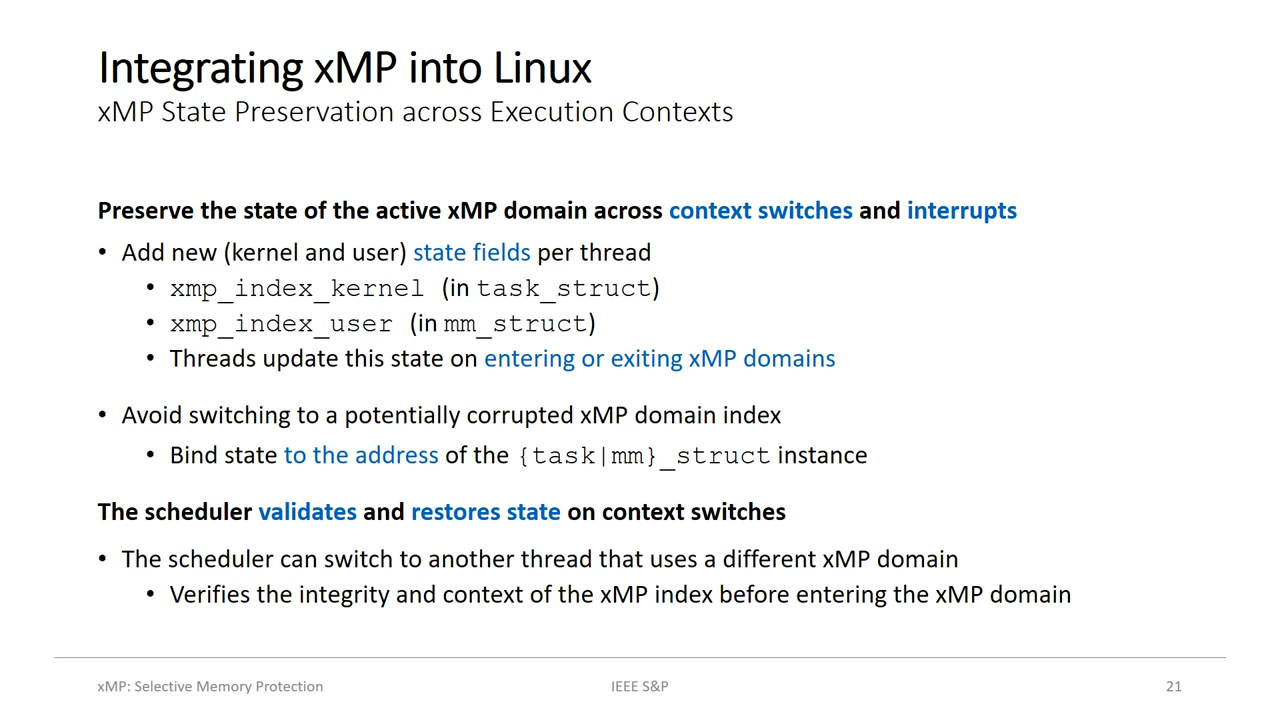 Integrating xMP into Linux
xMP State Preservation across Execution Contexts
Preserve the state of the active xMP domain across context switches and interrupts
• Add new (kernel and user) state fields per thread
• xmp_index_kernel (in task_struct)
• xmp_index_user (in mm_struct)
• Threads update this state on entering or exiting xMP domains
• Avoid switching to a potentially corrupted xMP domain index
• Bind state to the address of the {task|mm}_struct instance
The scheduler validates and restores state on context switches
• The scheduler can switch to another thread that uses a different xMP domain
• Verifies the integrity and context of the xMP index before entering the xMP domain
xMP: Selective Memory Protection
IEEE S&P
21